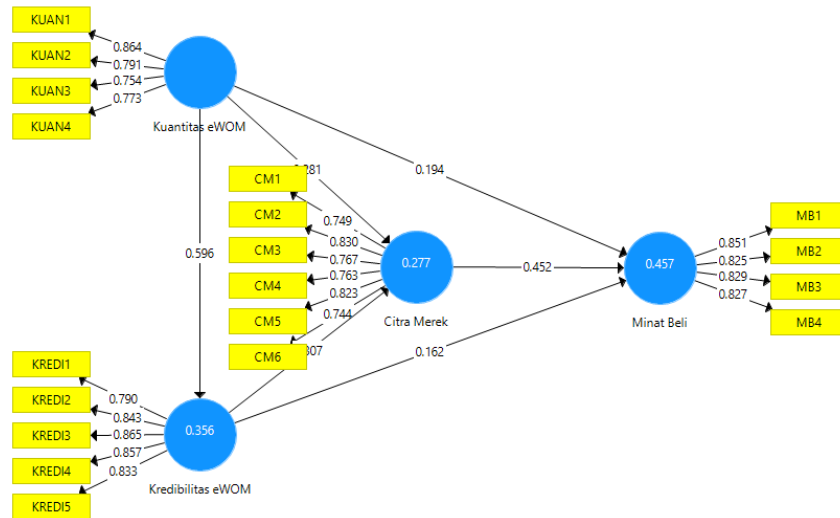 KUAN1
KUAN2
KUAN3
KUAN4
0.864
0.791
0.754
0.773
Kuantitas eWOM
0.194
0.596
CM1
CM2
CM3
CM4
CM5
CM6
0.749
0.830
0.767
0.763
0.823
0.744
0.277
Citra Merek
0.452
0.457
Minat Beli
0.851
0.825
0.829
0.827
MB1
MB2
MB3
MB4
0.162
KREDI1
KREDI2
KREDI3
KREDI4
KREDI5
0.790
0.843
0.865
0.857
0.833
0.356
Kredibilitas eWOM